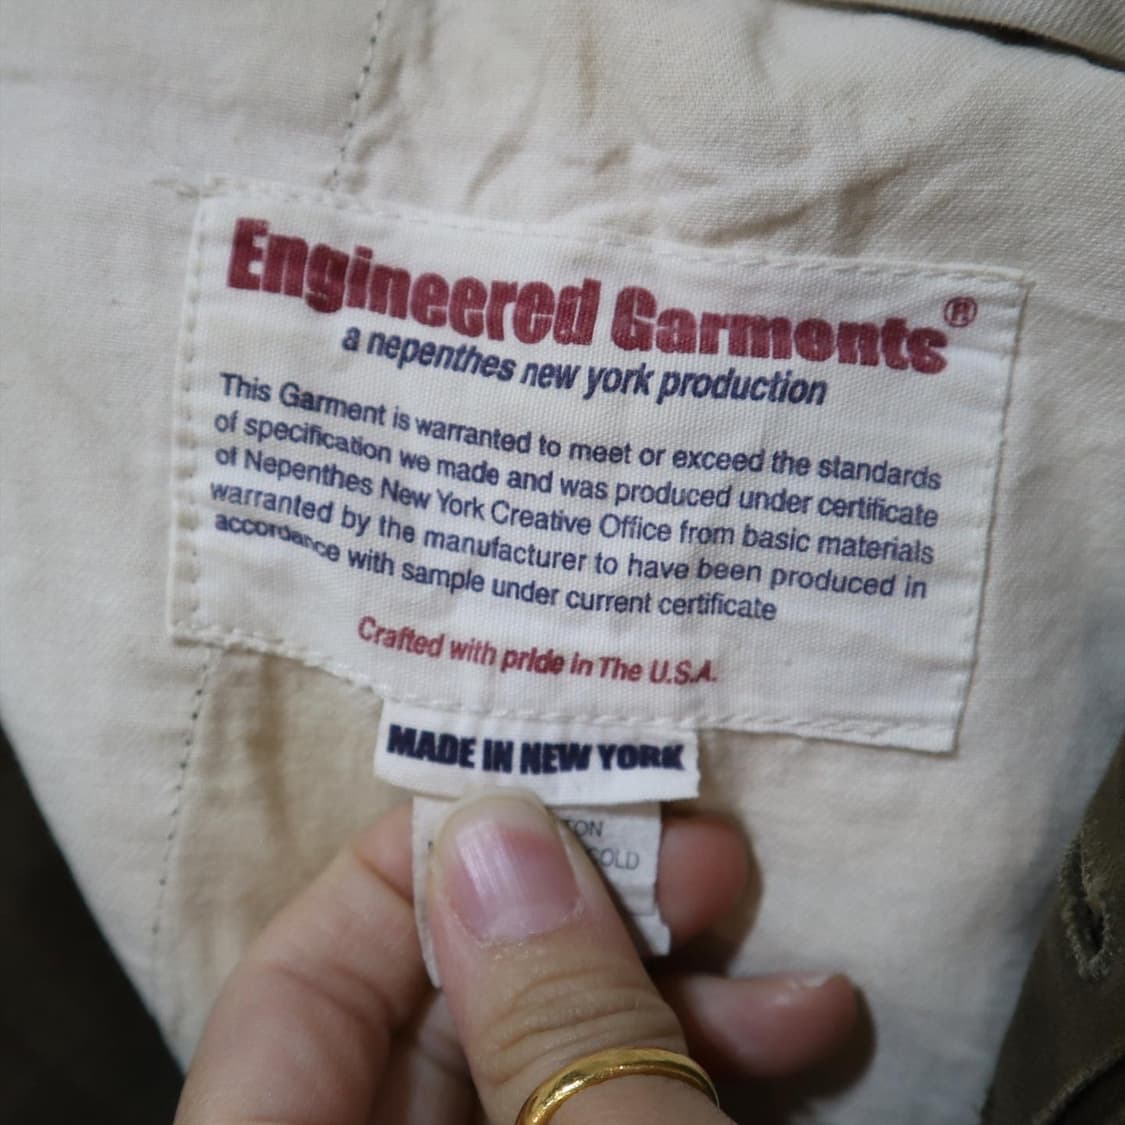 Engineered Garments®
a nepenthes new york production
This Garment is warranted to meet or exceed the standards
of specification we made and was produced under certificate
of Nepenthes New York Creative Office from basic materials
warranted by the manufacturer to have been produced in
accordance with sample under current certificate
Crafted with pride in The U.S.A.
MADE IN NEW YORK